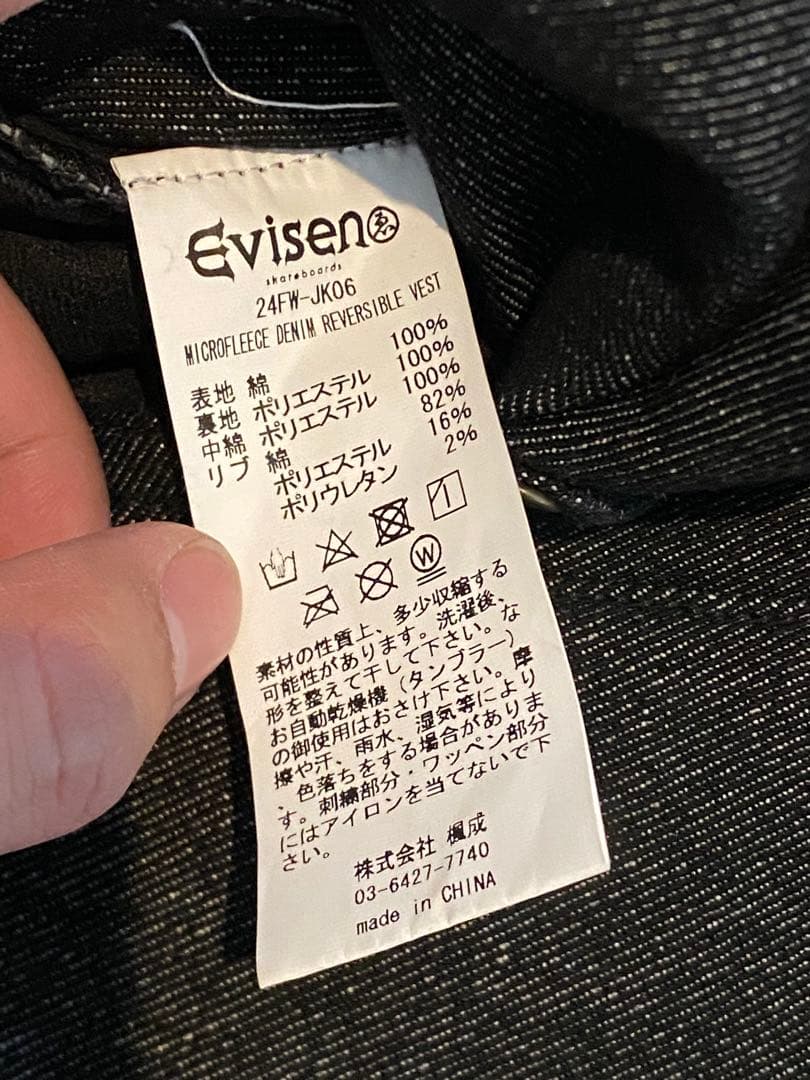 Evisen ゑ
skateboards
24FW-JK06
MICROFLEECE DENIM REVERSIBLE VEST
表地 綿 100%
裏地 ポリエステル 100%
中綿 ポリエステル 100%
リブ 綿 82%
ポリエステル 16%
ポリウレタン 2%
1
W
素材の性質上、多少収縮する
可能性があります。洗濯後、
形を整えて干して下さい。な
お自動乾燥機(タンブラー)
の御使用はおさけ下さい。摩
擦や汗、雨水、湿気等により
、色落ちをする場合がありま
す。刺繍部分・ワッペン部分
にはアイロンを当てないで下
さい。
株式会社 楓成
03-6427-7740
made in CHINA